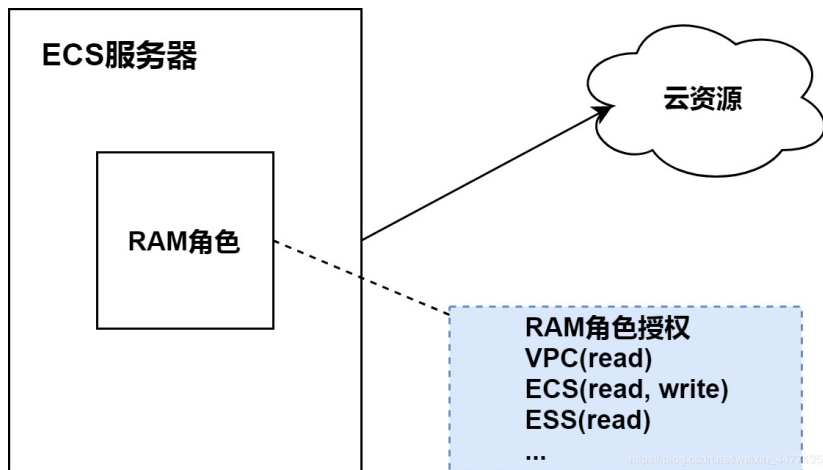 ECS服务器
云资源
RAM角色
RAM角色授权
VPC(read)
ECS(read, write)
ESS(read)
...